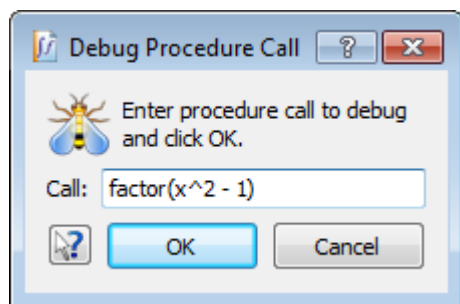 Debug Procedure Call
Enter procedure call to debug
and click OK.
Call: factor(x^2 - 1)
OK Cancel